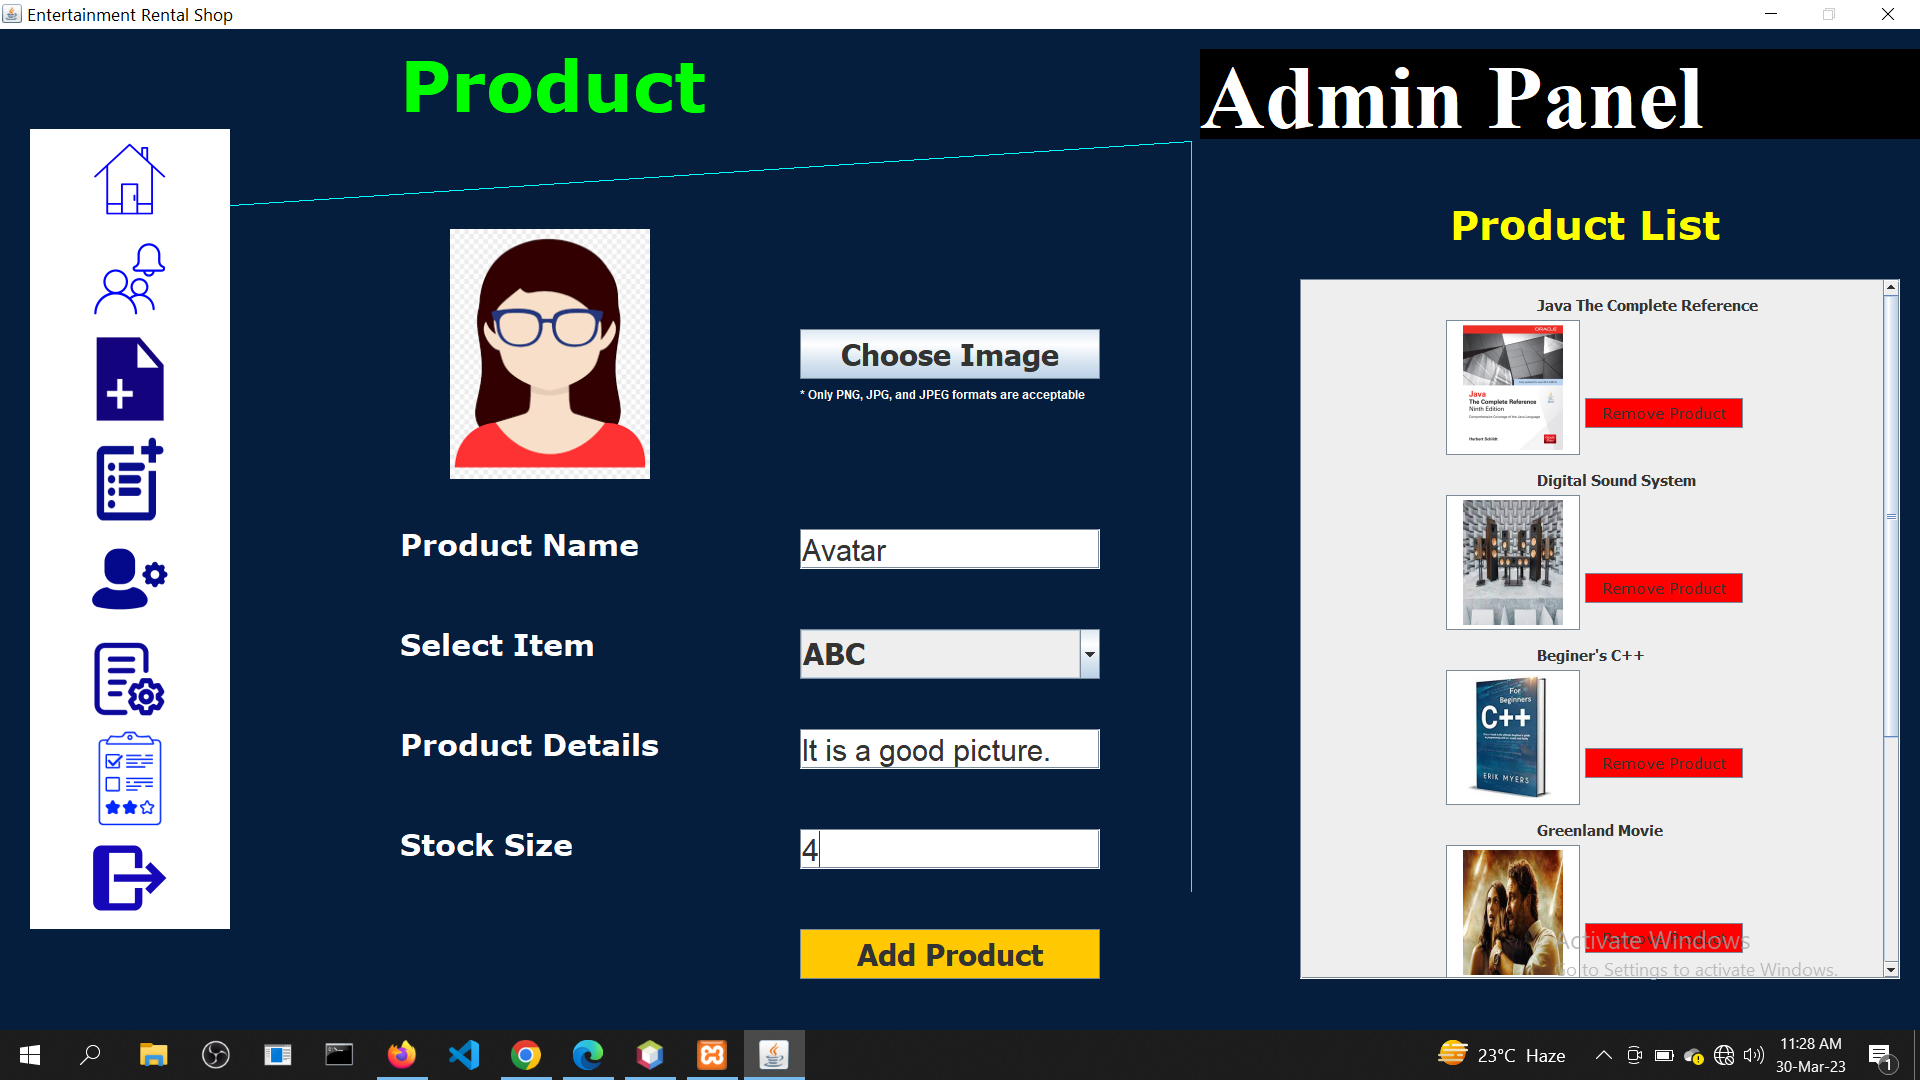 Entertainment Rental Shop
Product
Admin Panel
Product List
Choose Image
* Only PNG, JPG, and JPEG formats are acceptable
Product Name
Avatar
Select Item
ABC
Product Details
It is a good picture.
Stock Size
4
Add Product
Java The Complete Reference
ORACLE
Java
The Complete Reference
Ninth Edition
Herbert Schildt
Remove Product
Digital Sound System
Remove Product
Beginer's C++
For
Beginners
C++
ERIK MYERS
Remove Product
Greenland Movie
Activate Windows
Go to Settings to activate Windows.
23°C Haze
11:28 AM
30-Mar-23
1